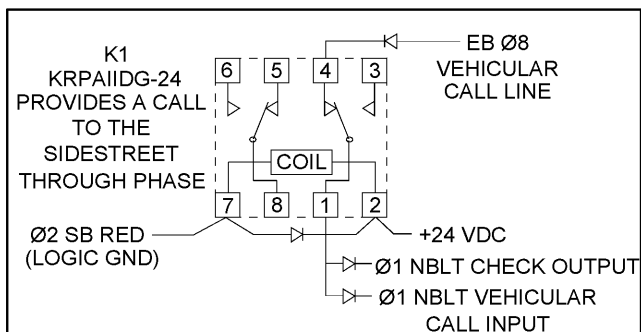 K1
KRPAIIDG-24
PROVIDES A CALL
TO THE
SIDESTREET
THROUGH PHASE
6 5 4 3
EB Ø8
VEHICULAR
CALL LINE
COIL
7 8 1 2
Ø2 SB RED
(LOGIC GND)
+24 VDC
Ø1 NBLT CHECK OUTPUT
Ø1 NBLT VEHICULAR
CALL INPUT